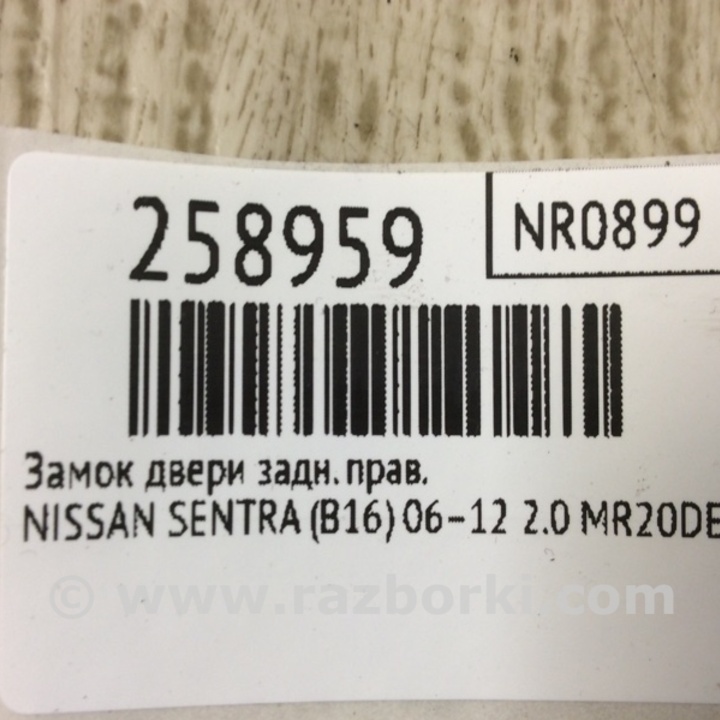 258959
NR0899
Замок двери задн. прав.
NISSAN SENTRA (B16) 06-12 2.0 MR20DE
© www.razborki.com